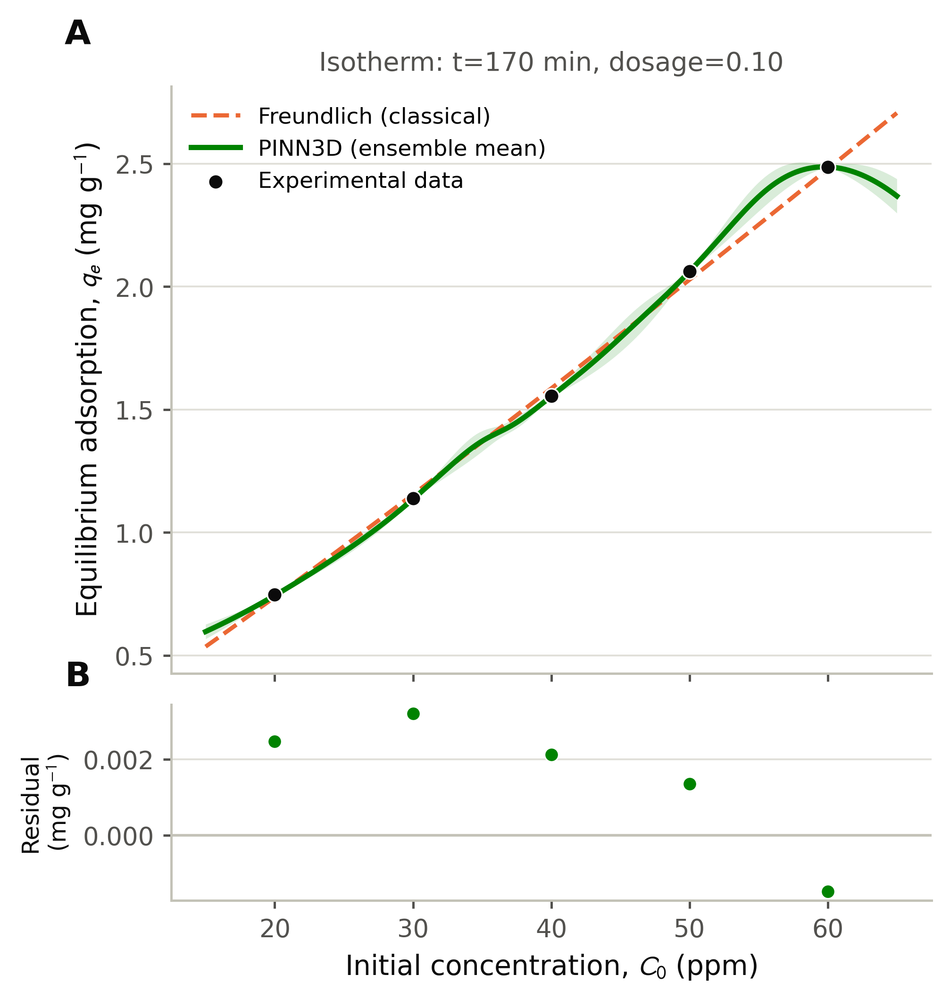 A
Isotherm: t=170 min, dosage=0.10
Freundlich (classical)
PINN3D (ensemble mean)
Experimental data
Equilibrium adsorption, qₑ (mg g⁻¹)
2.5
2.0
1.5
1.0
0.5
B
Residual
(mg g⁻¹)
0.002
0.000
20 30 40 50 60
Initial concentration, C₀ (ppm)